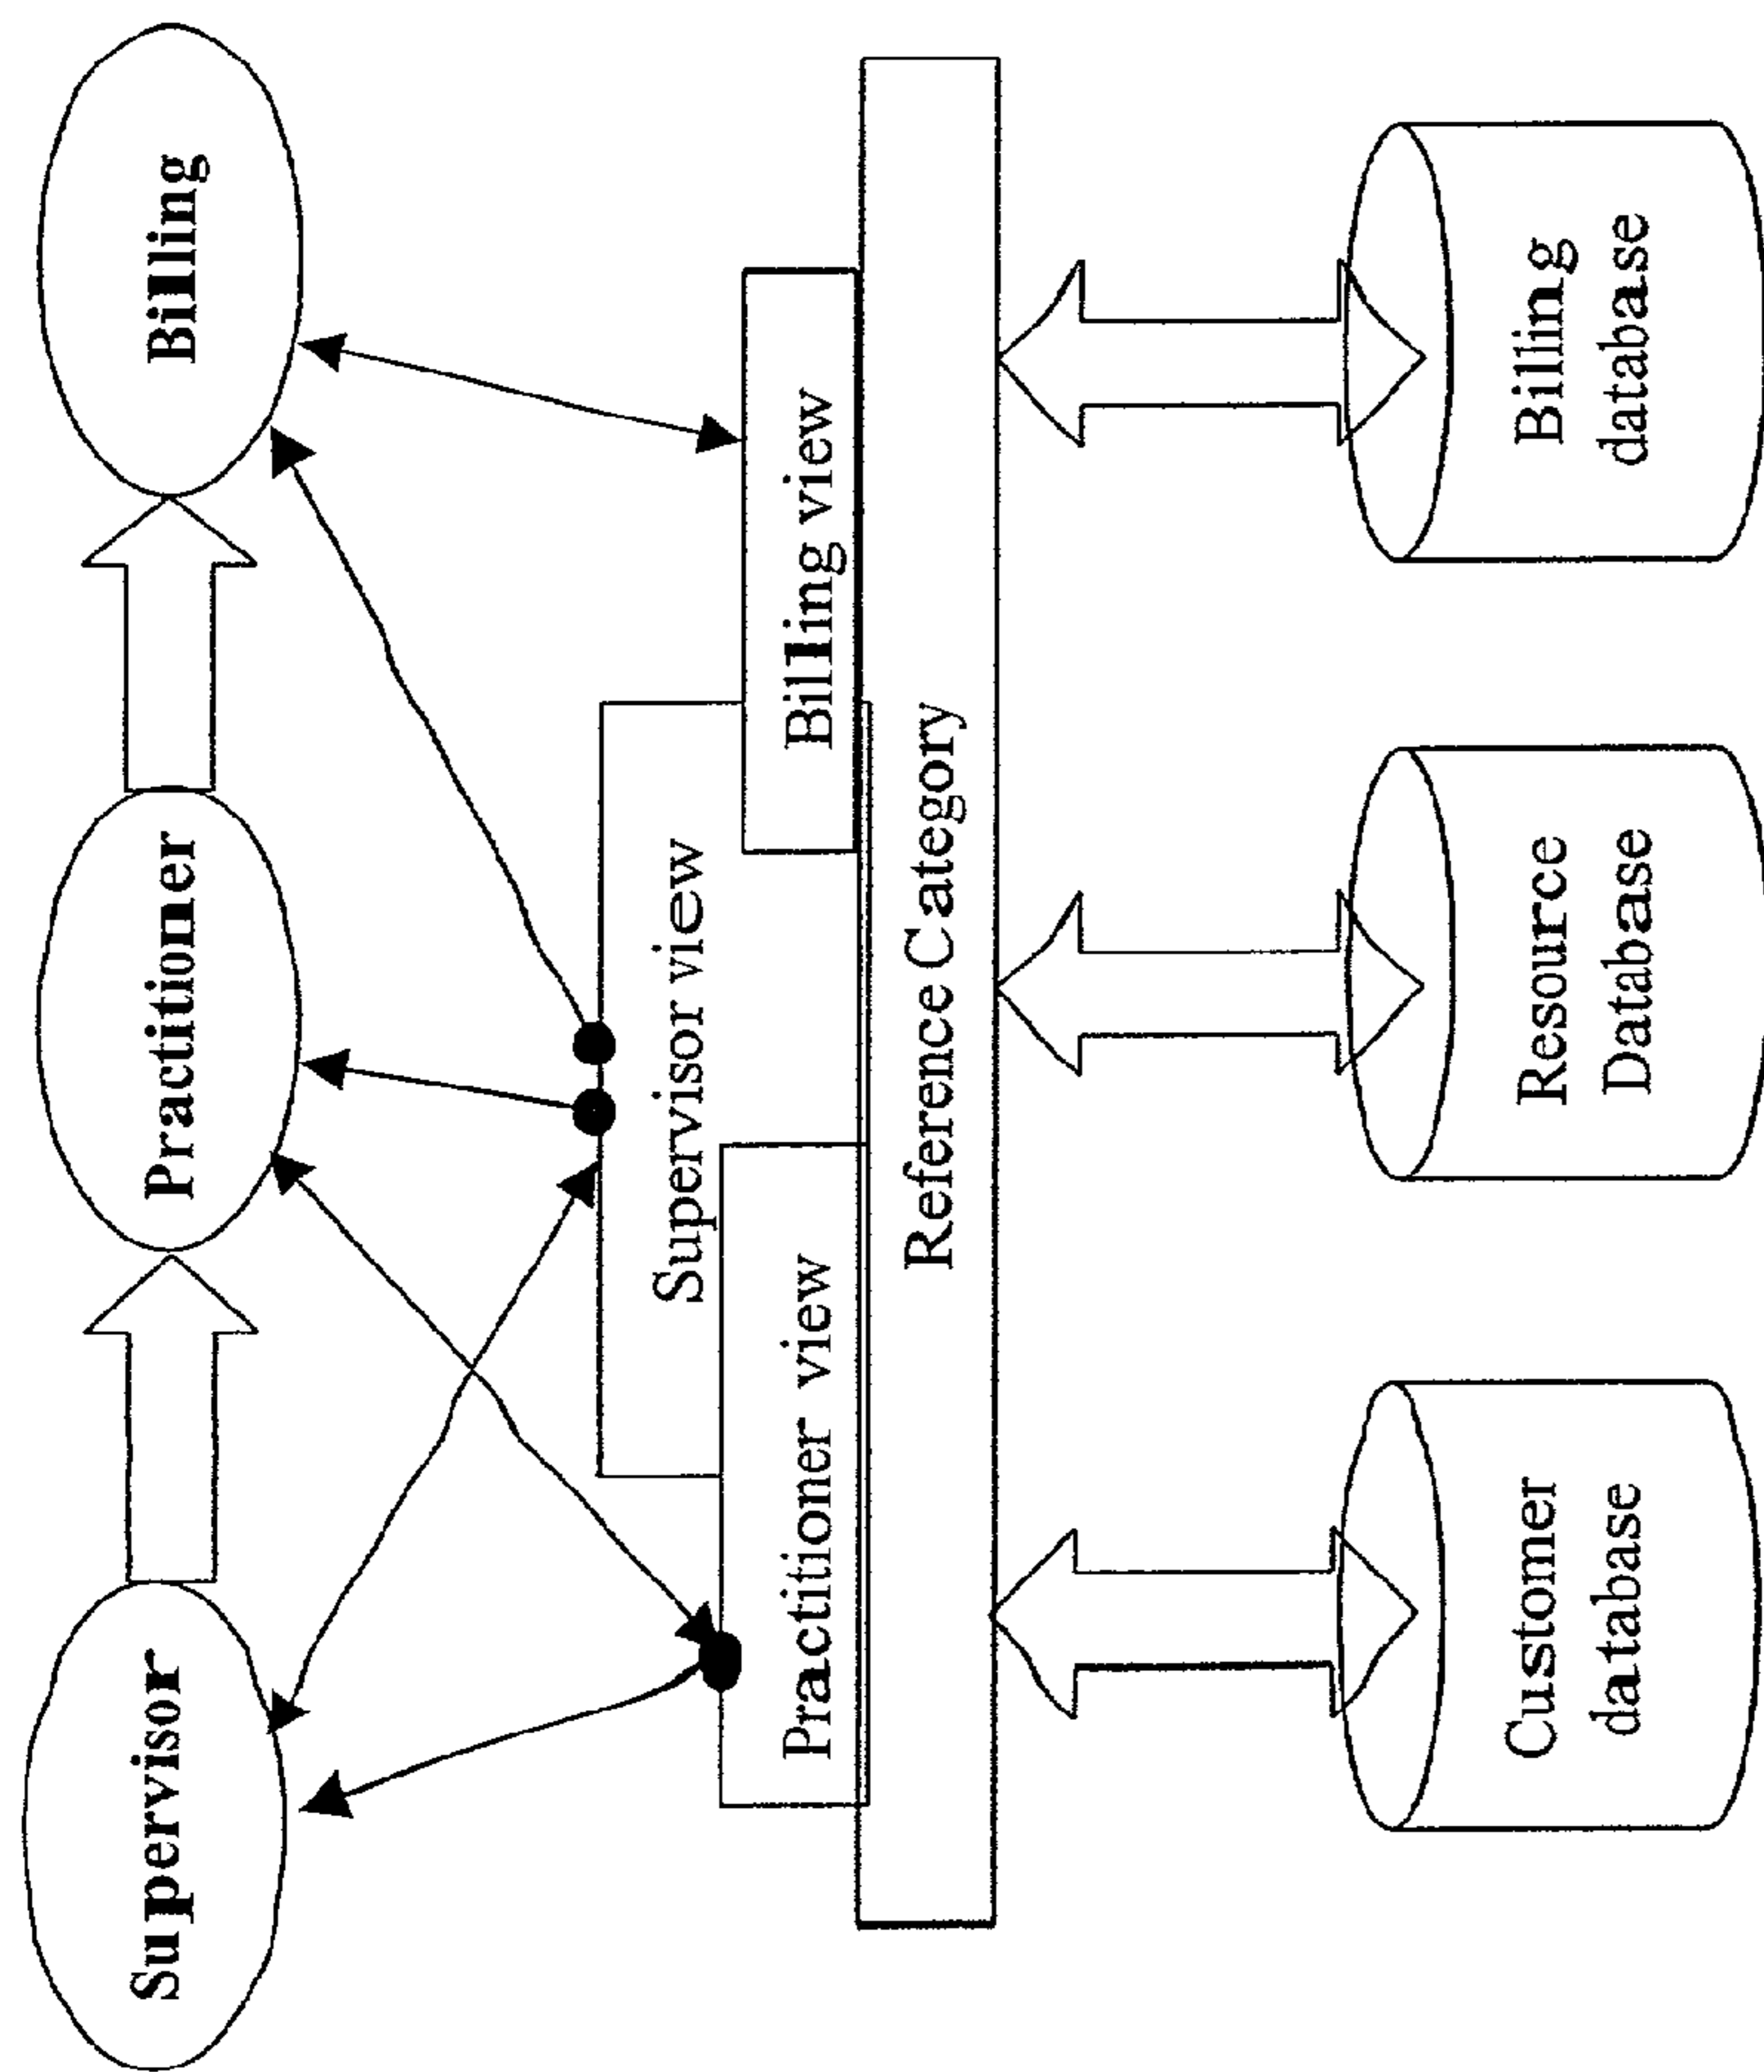 Supervisor
Practitioner
Billing
Supervisor view
Practitioner view
Billing view
Reference Category
Customer
database
Resource
Database
Billing
database